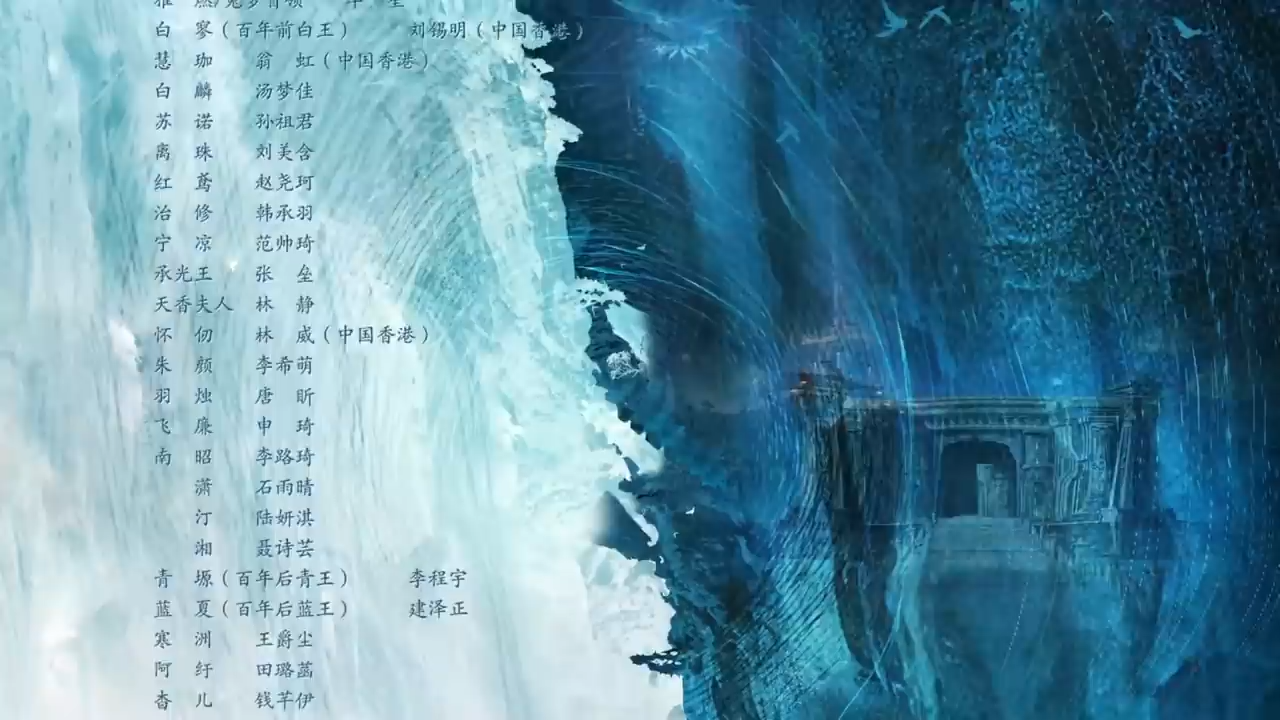 白 寥（百年前白王） 刘锡明（中国香港）
慧 珈 翁 虹（中国香港）
白 麟 汤梦佳
苏 诺 孙祖君
离 珠 刘美含
红 鸢 赵尧珂
治 修 韩承羽
宁 凉 范帅琦
承光王 张 垒
天香夫人 林 静
怀 仞 林 威（中国香港）
朱 颜 李希萌
羽 烛 唐 昕
飞 廉 申 琦
南 昭 李路琦
潇 石雨晴
汀 陆妍淇
湘 聂诗芸
青 塬（百年后青王） 李程宇
蓝 夏（百年后蓝王） 建泽正
寒 洲 王爵尘
阿 纡 田璐菡
杳 儿 钱芊伊